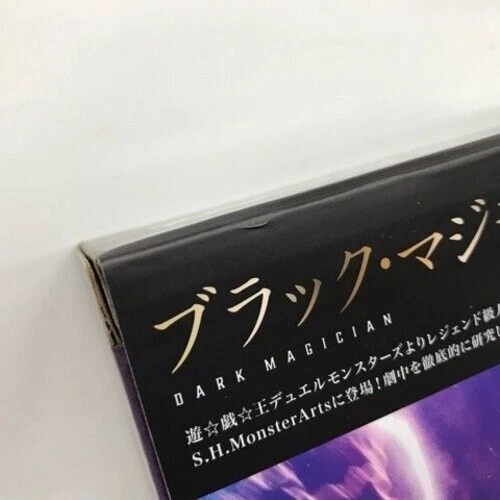 ブラック・マジ
DARK MAGICIAN
遊☆戯☆王デュエルモンスターズよりレジェンド級
S.H.MonsterArtsに登場！劇中を徹底的に研究し